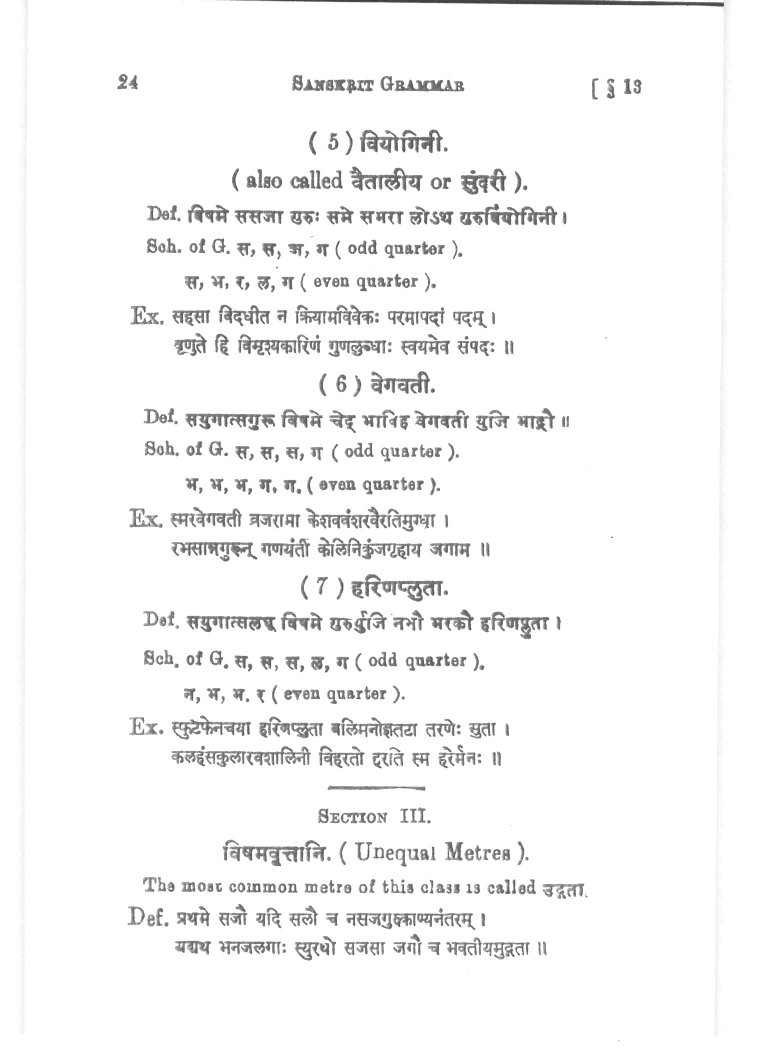 24 SANSKRIT GRAMMAR [ § 13
( 5 ) वियोगिनी.
( also called वैतालीय or सुंदरी ).
Def. विषमे ससजा गुरुः समे सभरा लोऽथ गुरुर्वियोगिनी।
Sch. of G. स, स, ज, ग ( odd quarter ).
स, भ, र, ल, ग ( even quarter ).
Ex. सहसा विदधीत न क्रियामविवेकः परमापदां पदम्।
वृणुते हि विमृश्यकारिणं गुणलुब्धाः स्वयमेव संपदः ॥
( 6 ) वेगवती.
Def. सयुगात्सगुरू विषमे चेद् भाविह वेगवती युजि भाद्गौ ॥
Sch. of G. स, स, स, ग ( odd quarter ).
भ, भ, भ, ग, ग. ( even quarter ).
Ex. स्मरवेगवती व्रजरामा केशववंशरवैरतिमुग्धा ।
रभसान्नगुरून् गणयंती केलिनिकुंजगृहाय जगाम ॥
( 7 ) हरिणप्लुता.
Def. सयुगात्सलघू विषमे गुरुर्युजि नभौ भरकौ हरिणप्लुता ।
Sch. of G. स, स, स, ल, ग ( odd quarter ).
न, भ, भ, र ( even quarter ).
Ex. स्फुटफेनचया हरिणप्लुता बलिमनोज्ञतटा तरणेः सुता ।
कलहंसकुलारवशालिनी विहरतो हरति स्म हरेर्मनः ॥
SECTION III.
विषमवृत्तानि. ( Unequal Metres ).
The most common metre of this class is called उद्गता.
Def. प्रथमे सजौ यदि सलौ च नसजगुरुकाण्यनंतरम् ।
यद्यथ भनजलगाः स्युरथो सजसा जगौ च भवतीयमुद्गता ॥